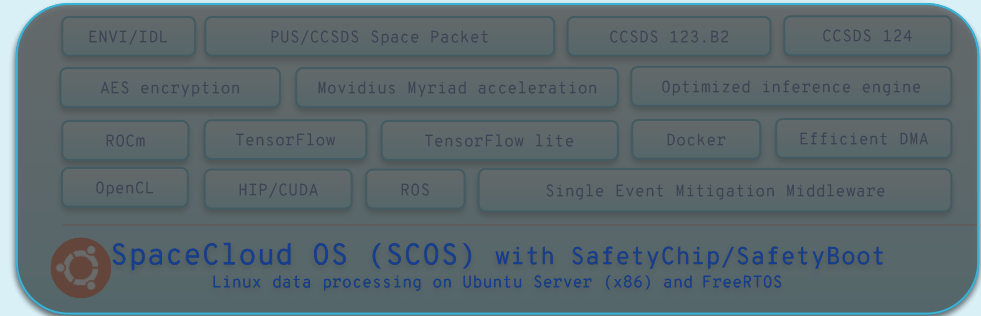 ENVI/IDL PUS/CCSDS Space Packet CCSDS 123.B2 CCSDS 124
AES encryption Movidius Myriad acceleration Optimized inference engine
ROCm TensorFlow TensorFlow lite Docker Efficient DMA
OpenCL HIP/CUDA ROS Single Event Mitigation Middleware
SpaceCloud OS (SCOS) with SafetyChip/SafetyBoot
Linux data processing on Ubuntu Server (x86) and FreeRTOS